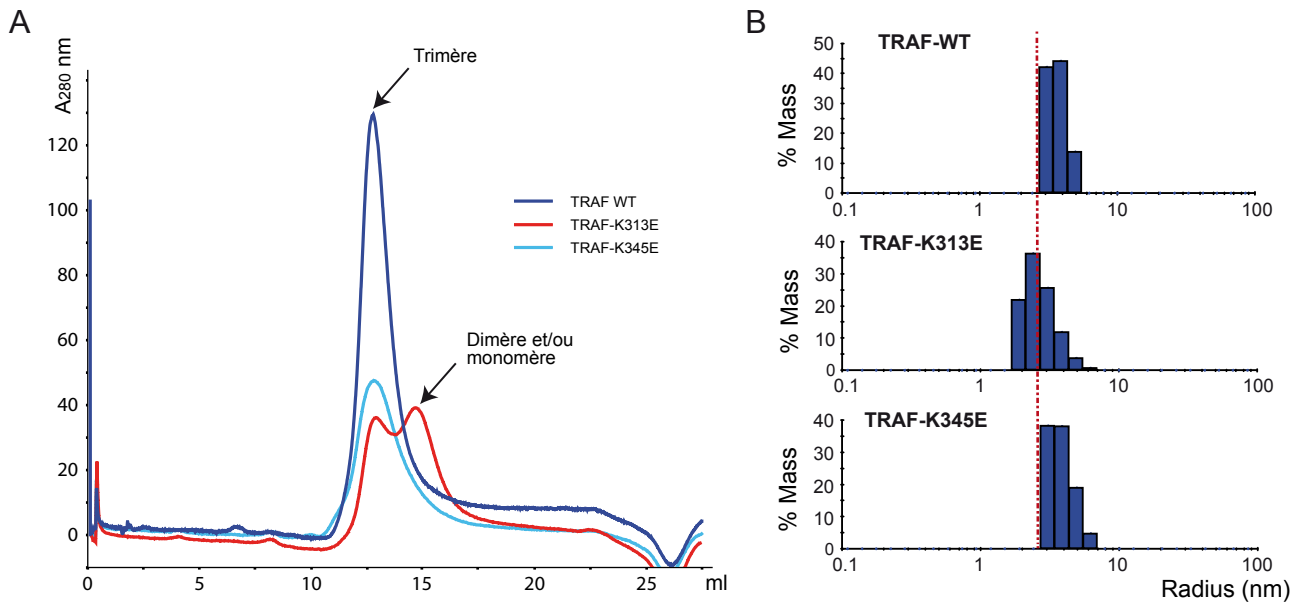 A
A280 nm
120
100
80
60
40
20
0
0 5 10 15 20 25 ml
Trimère
Dimère et/ou
monomère
TRAF WT
TRAF-K313E
TRAF-K345E
B
TRAF-WT
% Mass
50
40
30
20
10
0
0.1 1 10 100
TRAF-K313E
% Mass
40
30
20
10
0
0.1 1 10 100
TRAF-K345E
% Mass
40
30
20
10
0
0.1 1 10 100
Radius (nm)